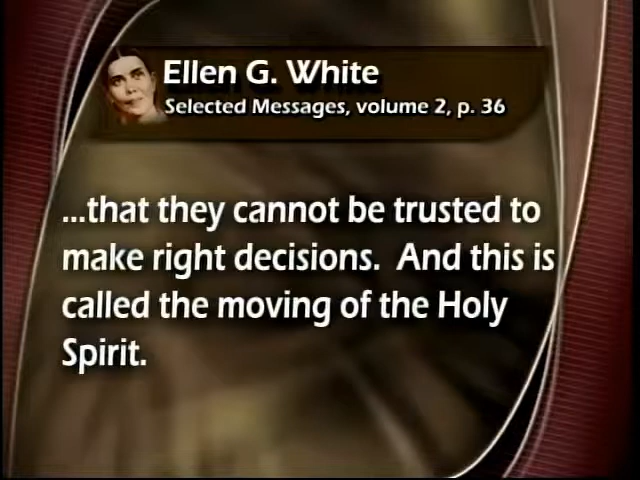 Ellen G. White
Selected Messages, volume 2, p. 36
...that they cannot be trusted to
make right decisions.  And this is
called the moving of the Holy
Spirit.